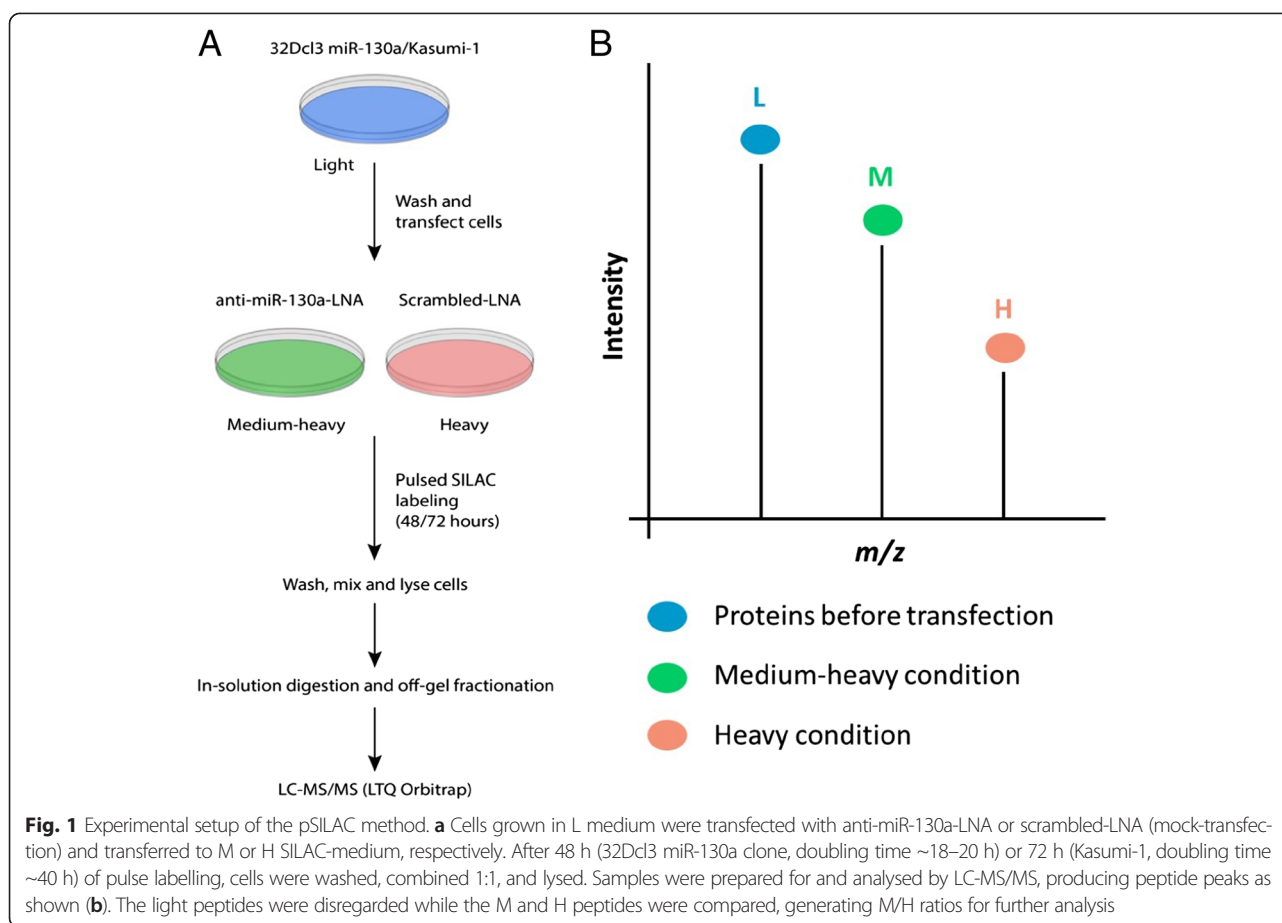 A
32Dcl3 miR-130a/Kasumi-1
Light
Wash and
transfect cells
anti-miR-130a-LNA
Scrambled-LNA
Medium-heavy
Heavy
Pulsed SILAC
labeling
(48/72 hours)
Wash, mix and lyse cells
In-solution digestion and off-gel fractionation
LC-MS/MS (LTQ Orbitrap)
B
L
M
H
Intensity
m/z
Proteins before transfection
Medium-heavy condition
Heavy condition
Fig. 1 Experimental setup of the pSILAC method. a Cells grown in L medium were transfected with anti-miR-130a-LNA or scrambled-LNA (mock-transfec-
tion) and transferred to M or H SILAC-medium, respectively. After 48 h (32Dcl3 miR-130a clone, doubling time ~18–20 h) or 72 h (Kasumi-1, doubling time
~40 h) of pulse labelling, cells were washed, combined 1:1, and lysed. Samples were prepared for and analysed by LC-MS/MS, producing peptide peaks as
shown (b). The light peptides were disregarded while the M and H peptides were compared, generating M/H ratios for further analysis